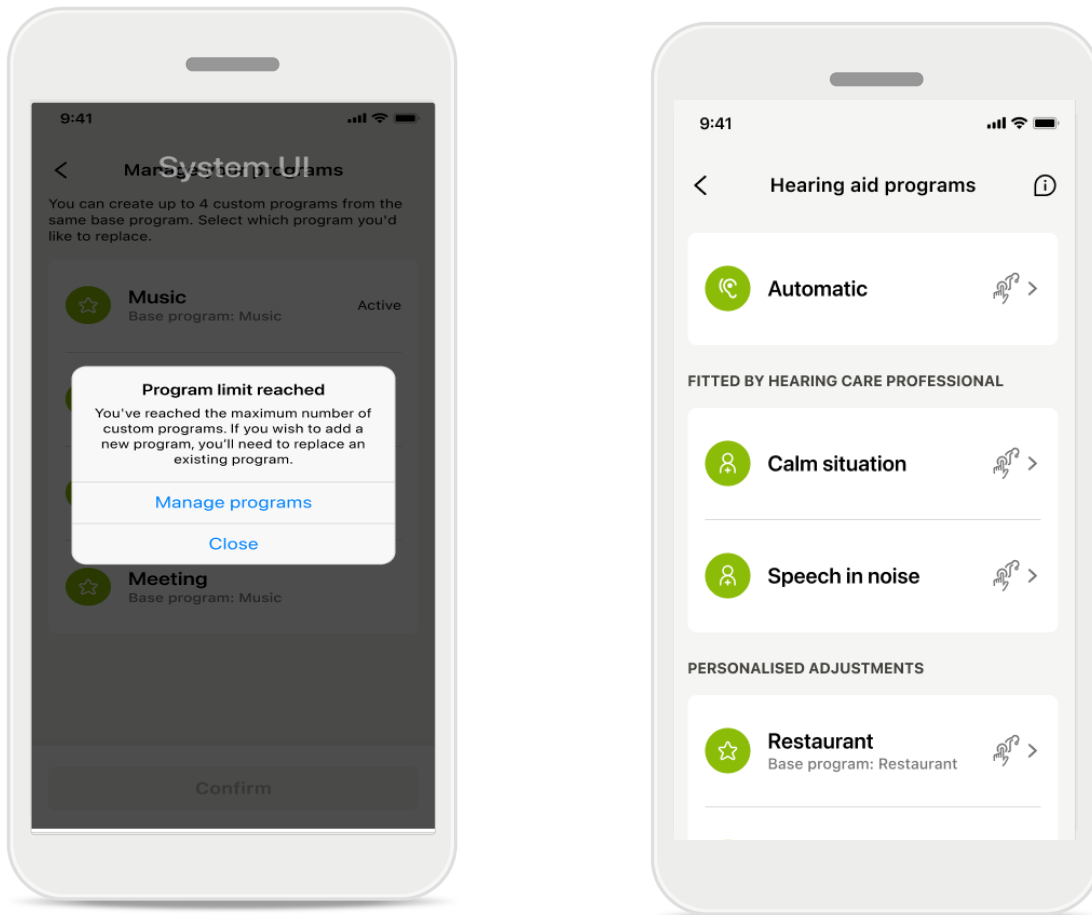 9:41
System UI
Manage your programs
You can create up to 4 custom programs from the
same base program. Select which program you'd
like to replace.
Music
Base program: Music
Active
Program limit reached
You've reached the maximum number of
custom programs. If you wish to add a
new program, you'll need to replace an
existing program.
Manage programs
Close
Meeting
Base program: Music
Confirm
9:41
Hearing aid programs
Automatic
FITTED BY HEARING CARE PROFESSIONAL
Calm situation
Speech in noise
PERSONALISED ADJUSTMENTS
Restaurant
Base program: Restaurant